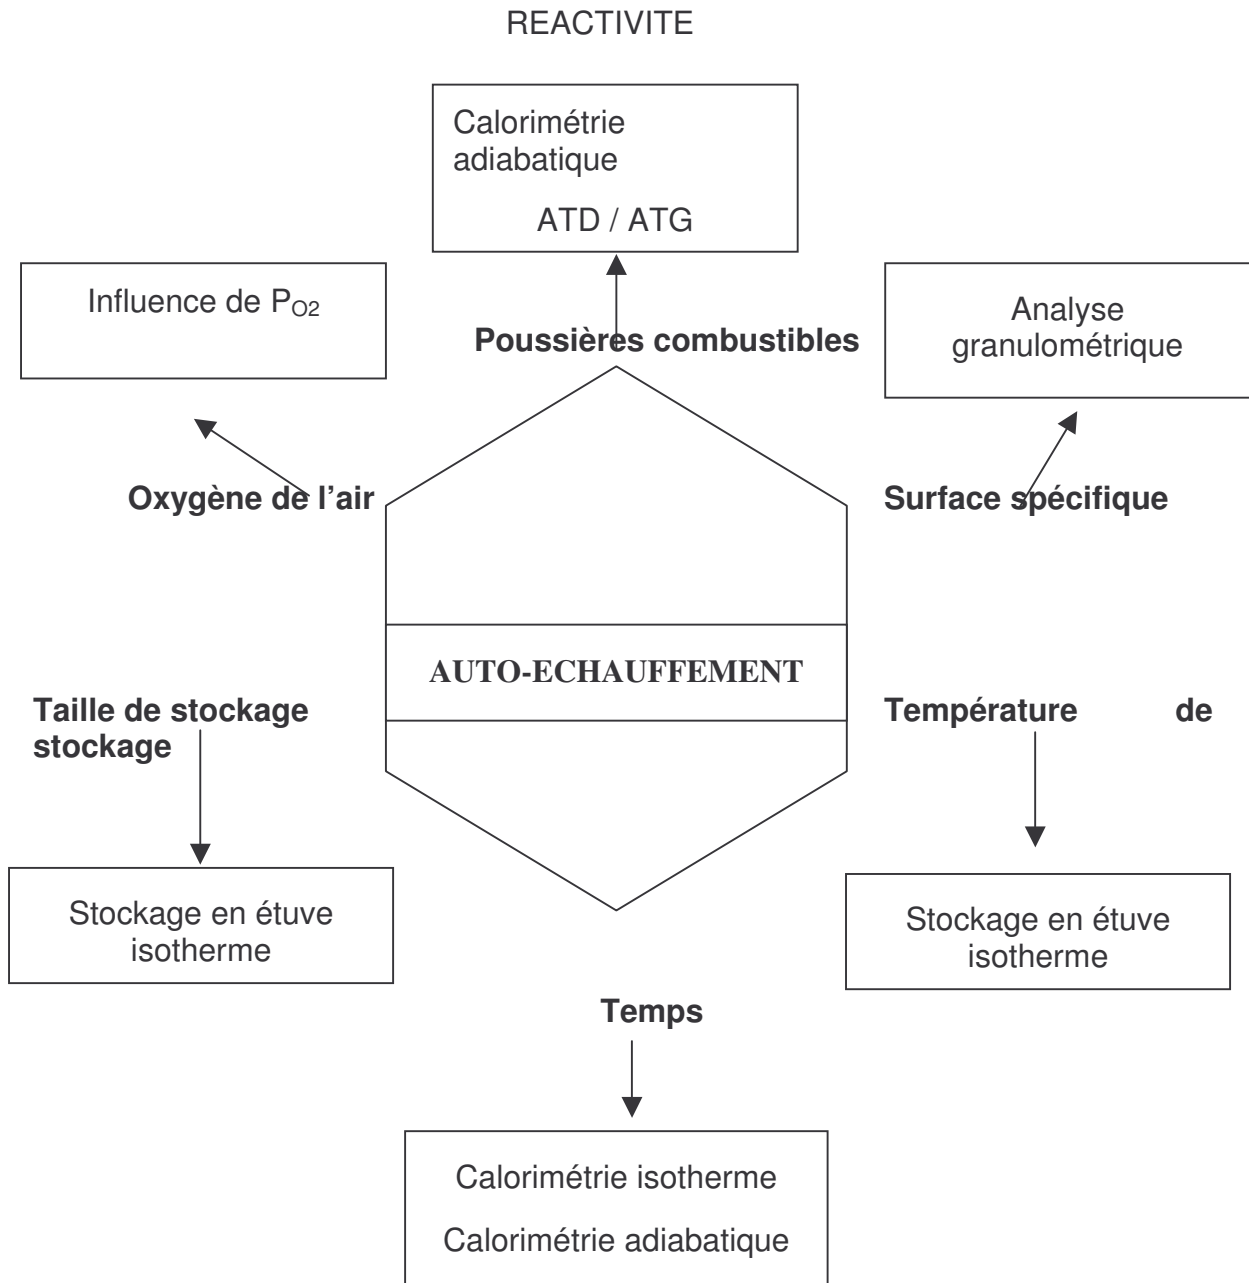 REACTIVITE
Calorimétrie
adiabatique
ATD / ATG
Influence de PO2
Analyse
granulométrique
Poussières combustibles
Oxygène de l'air
Surface spécifique
AUTO-ECHAUFFEMENT
Taille de stockage
stockage
Température de
Stockage en étuve
isotherme
Stockage en étuve
isotherme
Temps
Calorimétrie isotherme
Calorimétrie adiabatique